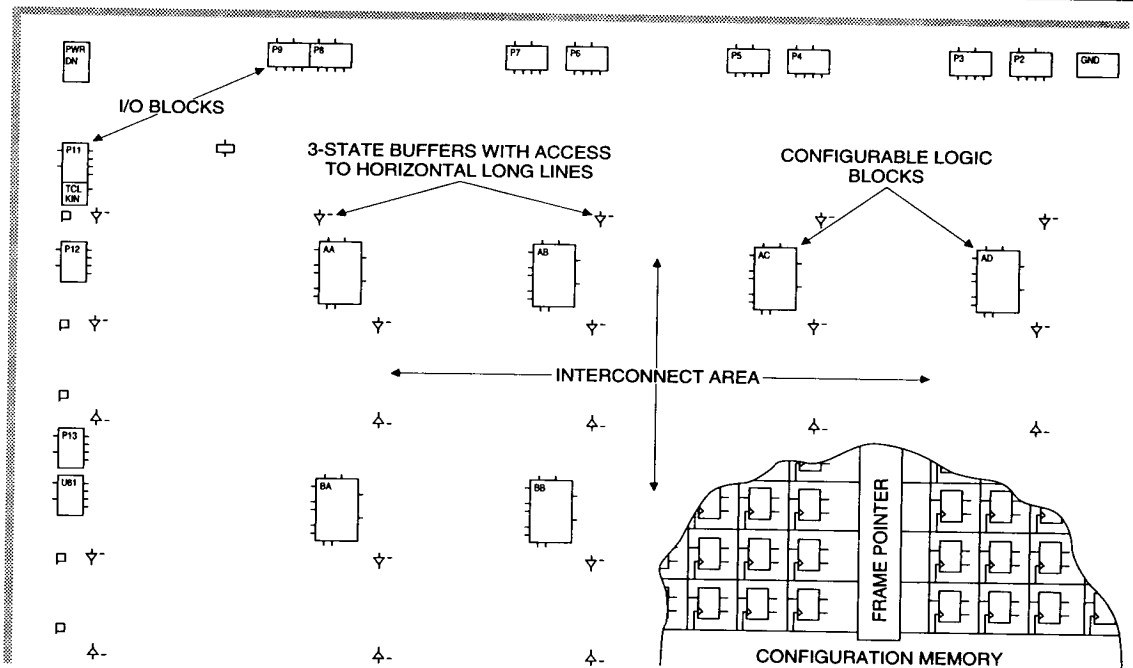 PWR
DN
P9
P8
P7
P6
P5
P4
P3
P2
GND
I/O BLOCKS
P11
TCL
KIN
3-STATE BUFFERS WITH ACCESS
TO HORIZONTAL LONG LINES
CONFIGURABLE LOGIC
BLOCKS
P12
AA
AB
AC
AD
INTERCONNECT AREA
P13
U61
BA
BB
FRAME POINTER
CONFIGURATION MEMORY